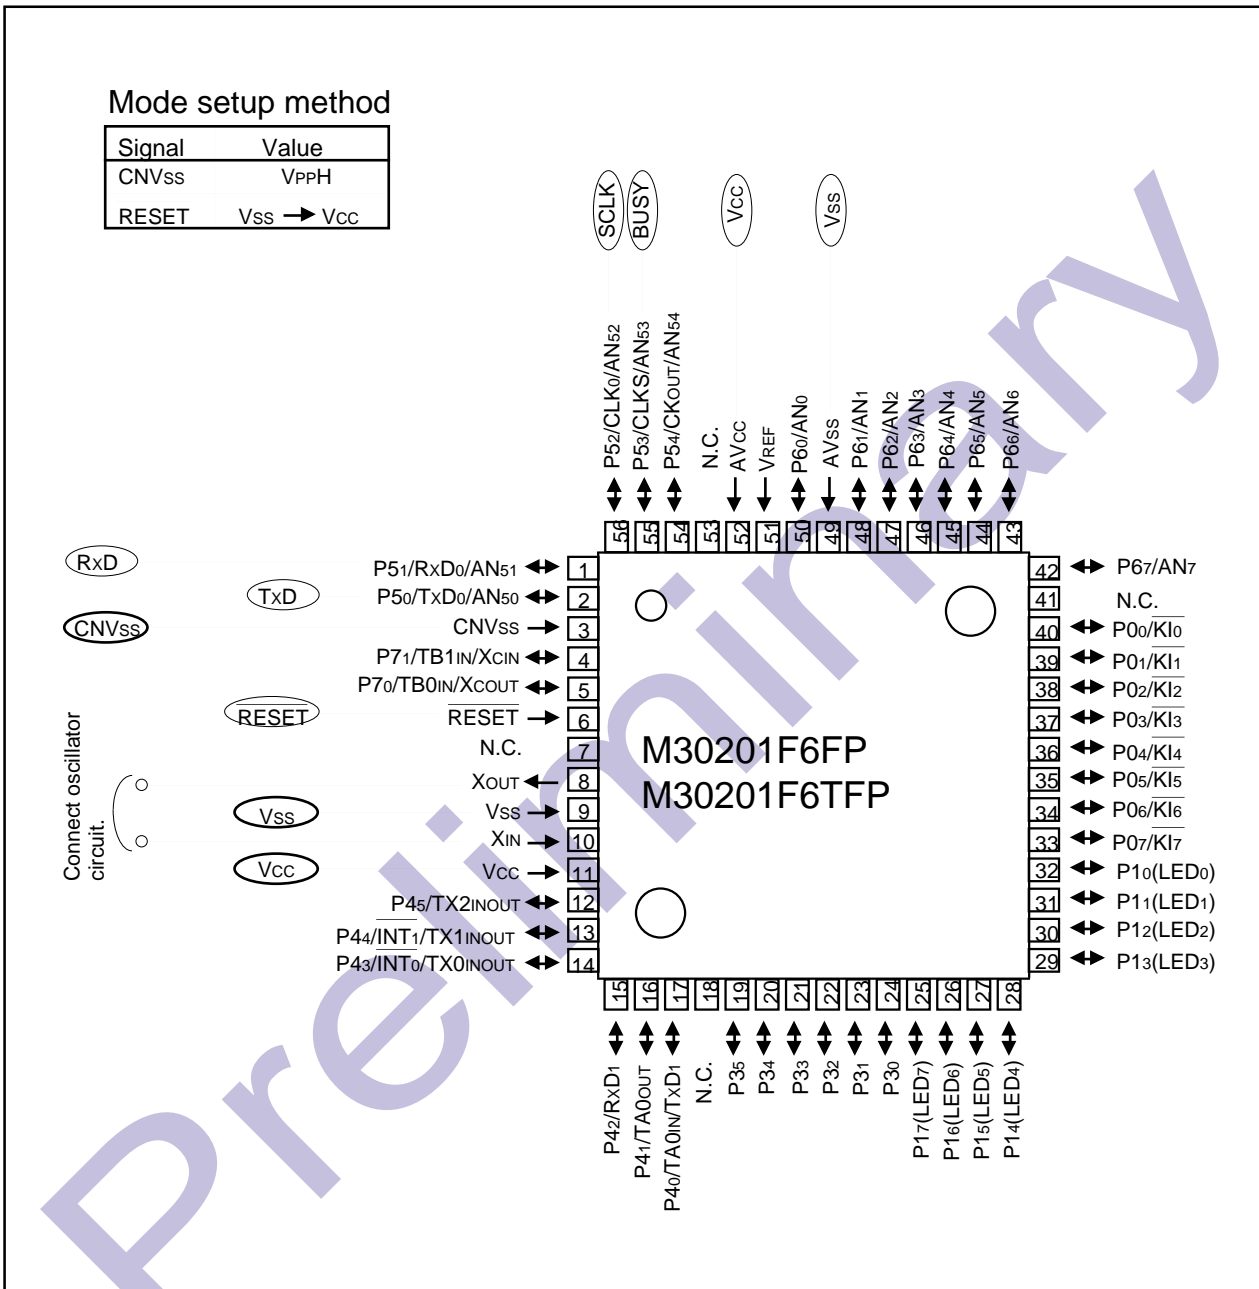 Mode setup method
Signal Value
CNVss VPPH
RESET Vss → Vcc
SCLK
BUSY
Vcc
Vss
P52/CLK0/AN52
P53/CLKS/AN53
P54/CKOUT/AN54
N.C.
AVcc
VREF
P60/AN0
AVss
P61/AN1
P62/AN2
P63/AN3
P64/AN4
P65/AN5
P66/AN6
56 55 54 53 52 51 50 49 48 47 46 45 44 43
RxD P51/RxD0/AN51 1
TxD P50/TxD0/AN50 2
CNVss CNVss 3
P71/TB1IN/XCIN 4
P70/TB0IN/XCOUT 5
RESET RESET 6
N.C. 7
XOUT 8
Vss Vss 9
XIN 10
Vcc Vcc 11
P45/TX2INOUT 12
P44/INT1/TX1INOUT 13
P43/INT0/TX0INOUT 14
Connect oscillator
circuit.
M30201F6FP
M30201F6TFP
42 P67/AN7
41 N.C.
40 P00/KI0
39 P01/KI1
38 P02/KI2
37 P03/KI3
36 P04/KI4
35 P05/KI5
34 P06/KI6
33 P07/KI7
32 P10(LED0)
31 P11(LED1)
30 P12(LED2)
29 P13(LED3)
15 16 17 18 19 20 21 22 23 24 25 26 27 28
P42/RxD1
P41/TA0OUT
P40/TA0IN/TxD1
N.C.
P35
P34
P33
P32
P31
P30
P17(LED7)
P16(LED6)
P15(LED5)
P14(LED4)
Preliminary